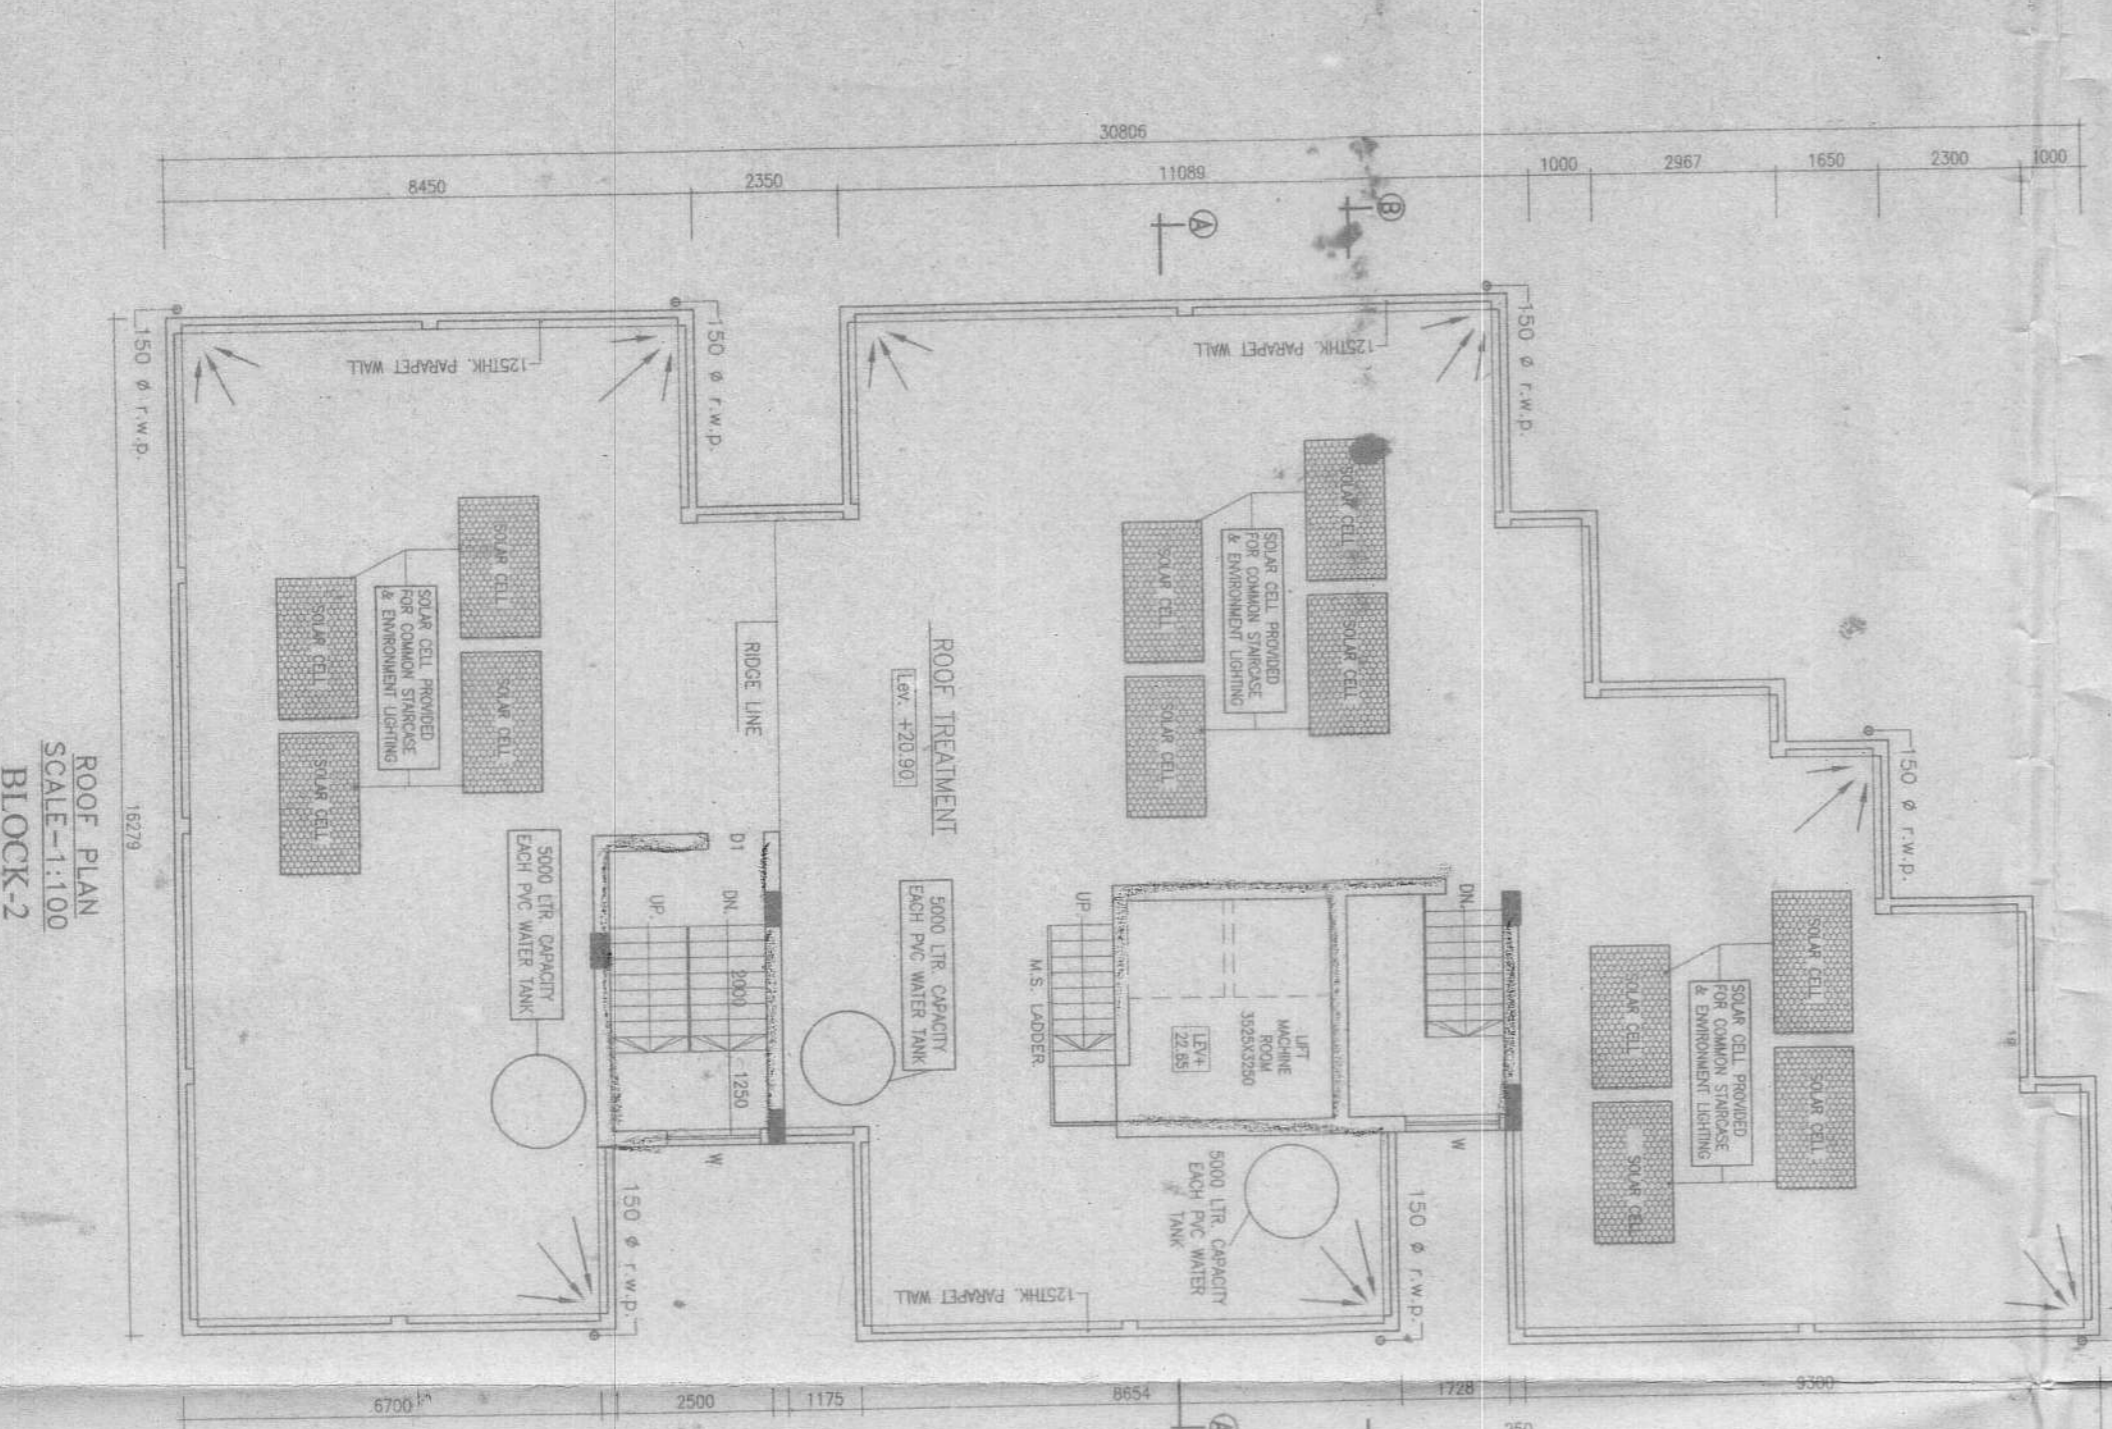 30806
8450
2350
11089
1000
2967
1650
2300
1000
A
B
150 ø r.w.p.
125THK. PARAPET WALL
150 ø r.w.p.
125THK. PARAPET WALL
150 ø r.w.p.
150 ø r.w.p.
SOLAR CELL
SOLAR CELL
SOLAR CELL
SOLAR CELL
SOLAR CELL PROVIDED
FOR COMMON STAIRCASE
& ENVIRONMENT LIGHTING
SOLAR CELL
SOLAR CELL
SOLAR CELL
SOLAR CELL
SOLAR CELL PROVIDED
FOR COMMON STAIRCASE
& ENVIRONMENT LIGHTING
SOLAR CELL
SOLAR CELL
SOLAR CELL
SOLAR CELL
SOLAR CELL PROVIDED
FOR COMMON STAIRCASE
& ENVIRONMENT LIGHTING
RIDGE LINE
ROOF TREATMENT
Lev. +20.90
D1
UP.
DN.
2000
1250
W
5000 LTR. CAPACITY
EACH PVC WATER TANK
5000 LTR. CAPACITY
EACH PVC WATER TANK
UP
M.S. LADDER
LIFT
MACHINE
ROOM
3525X3250
LEV+
22.65
DN.
W
5000 LTR. CAPACITY
EACH PVC WATER
TANK
150 ø r.w.p.
150 ø r.w.p.
125THK. PARAPET WALL
16279
6700
2500
1175
8654
1728
9300
250
A
ROOF PLAN
SCALE-1:100
BLOCK-2